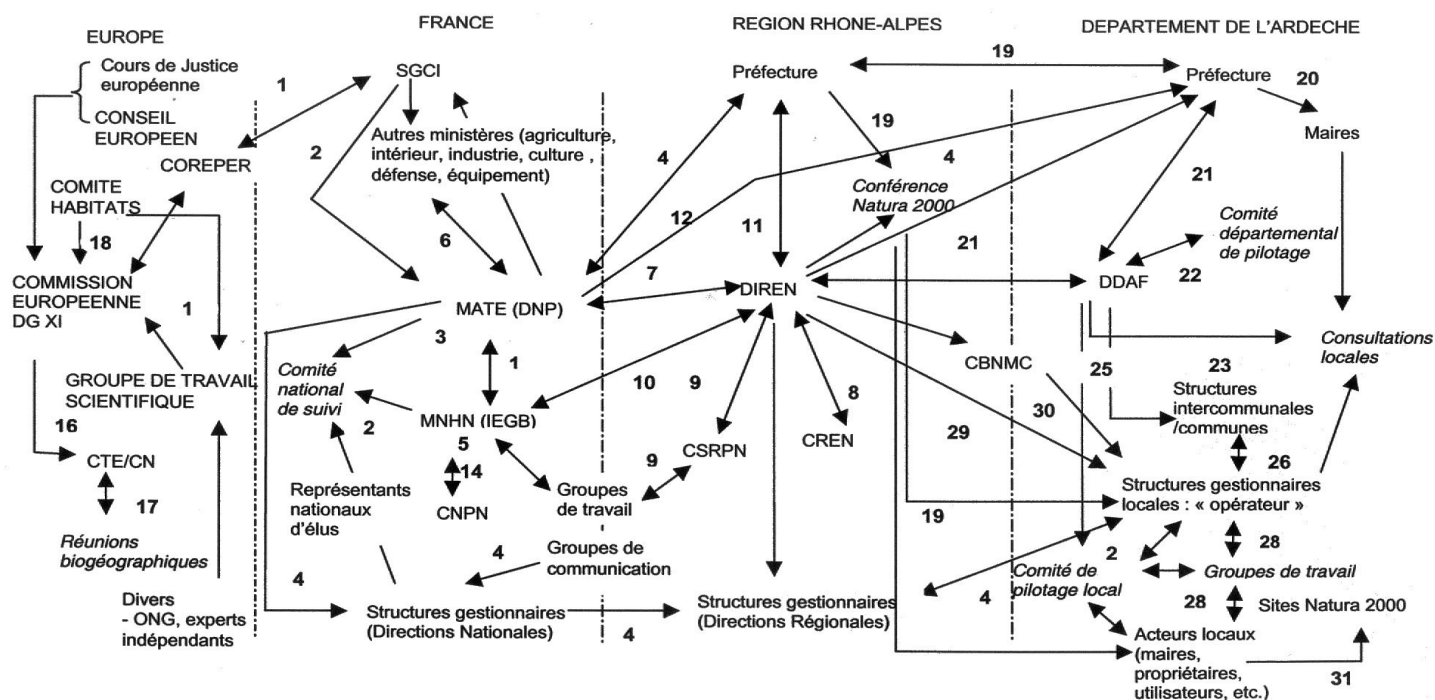 EUROPE
Cours de Justice
européenne
CONSEIL
EUROPEEN
COREPER
COMITE
HABITATS
18
COMMISSION
EUROPEENNE
DG XI
1
GROUPE DE TRAVAIL
SCIENTIFIQUE
16
CTE/CN
17
Réunions
biogéographiques
Divers
- ONG, experts
indépendants
FRANCE
1
SGCI
2
Autres ministères (agriculture,
intérieur, industrie, culture ,
défense, équipement)
6
MATE (DNP)
3
1
Comité
national
de suivi
2
MNHN (IEGB)
5
14
CNPN
Représentants
nationaux
d'élus
Groupes
de travail
4
Groupes de
communication
4
Structures gestionnaires
(Directions Nationales)
4
REGION RHONE-ALPES
Préfecture
19
19
4
Conférence
Natura 2000
4
12
11
21
7
DIREN
10
9
8
CBNMC
CSRPN
CREN
9
29
30
19
Structures gestionnaires
(Directions Régionales)
4
DEPARTEMENT DE L'ARDECHE
Préfecture
20
Maires
21
Comité
départemental
de pilotage
22
DDAF
Consultations
locales
25
23
Structures
intercommunales
/communes
26
Structures gestionnaires
locales : « opérateur »
2
28
Comité de
pilotage local
Groupes de travail
28
Sites Natura 2000
Acteurs locaux
(maires,
propriétaires,
utilisateurs, etc.)
31